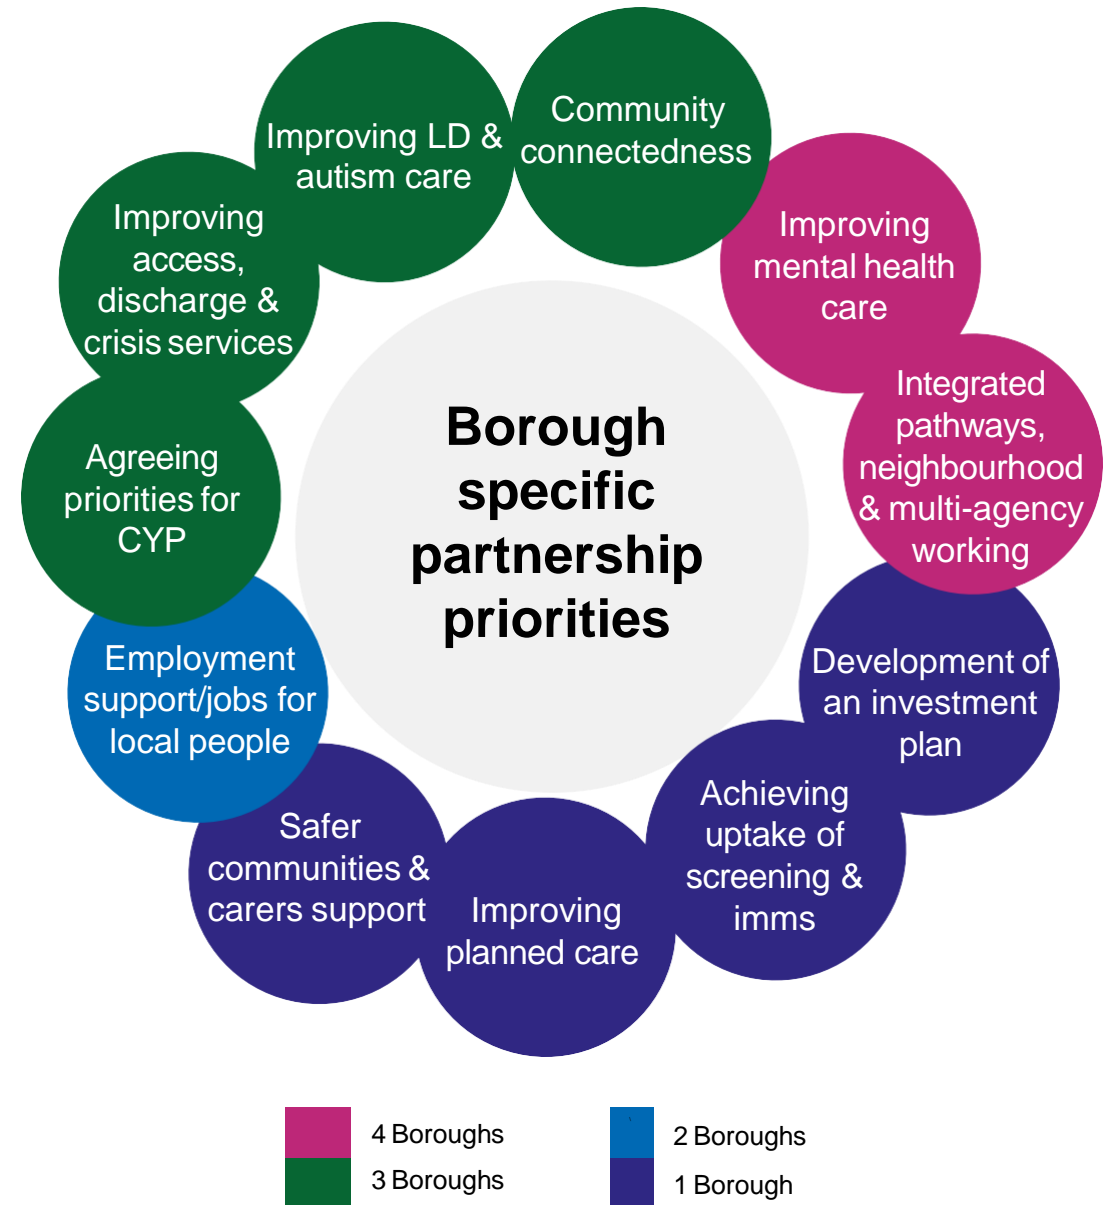 Community
connectedness
Improving
mental health
care
Integrated
pathways,
neighbourhood
& multi-agency
working
Development of
an investment
plan
Achieving
uptake of
screening &
imms
Improving
planned care
Safer
communities &
carers support
Employment
support/jobs for
local people
Agreeing
priorities for
CYP
Improving
access,
discharge &
crisis services
Improving LD &
autism care
Borough
specific
partnership
priorities
4 Boroughs
3 Boroughs
2 Boroughs
1 Borough